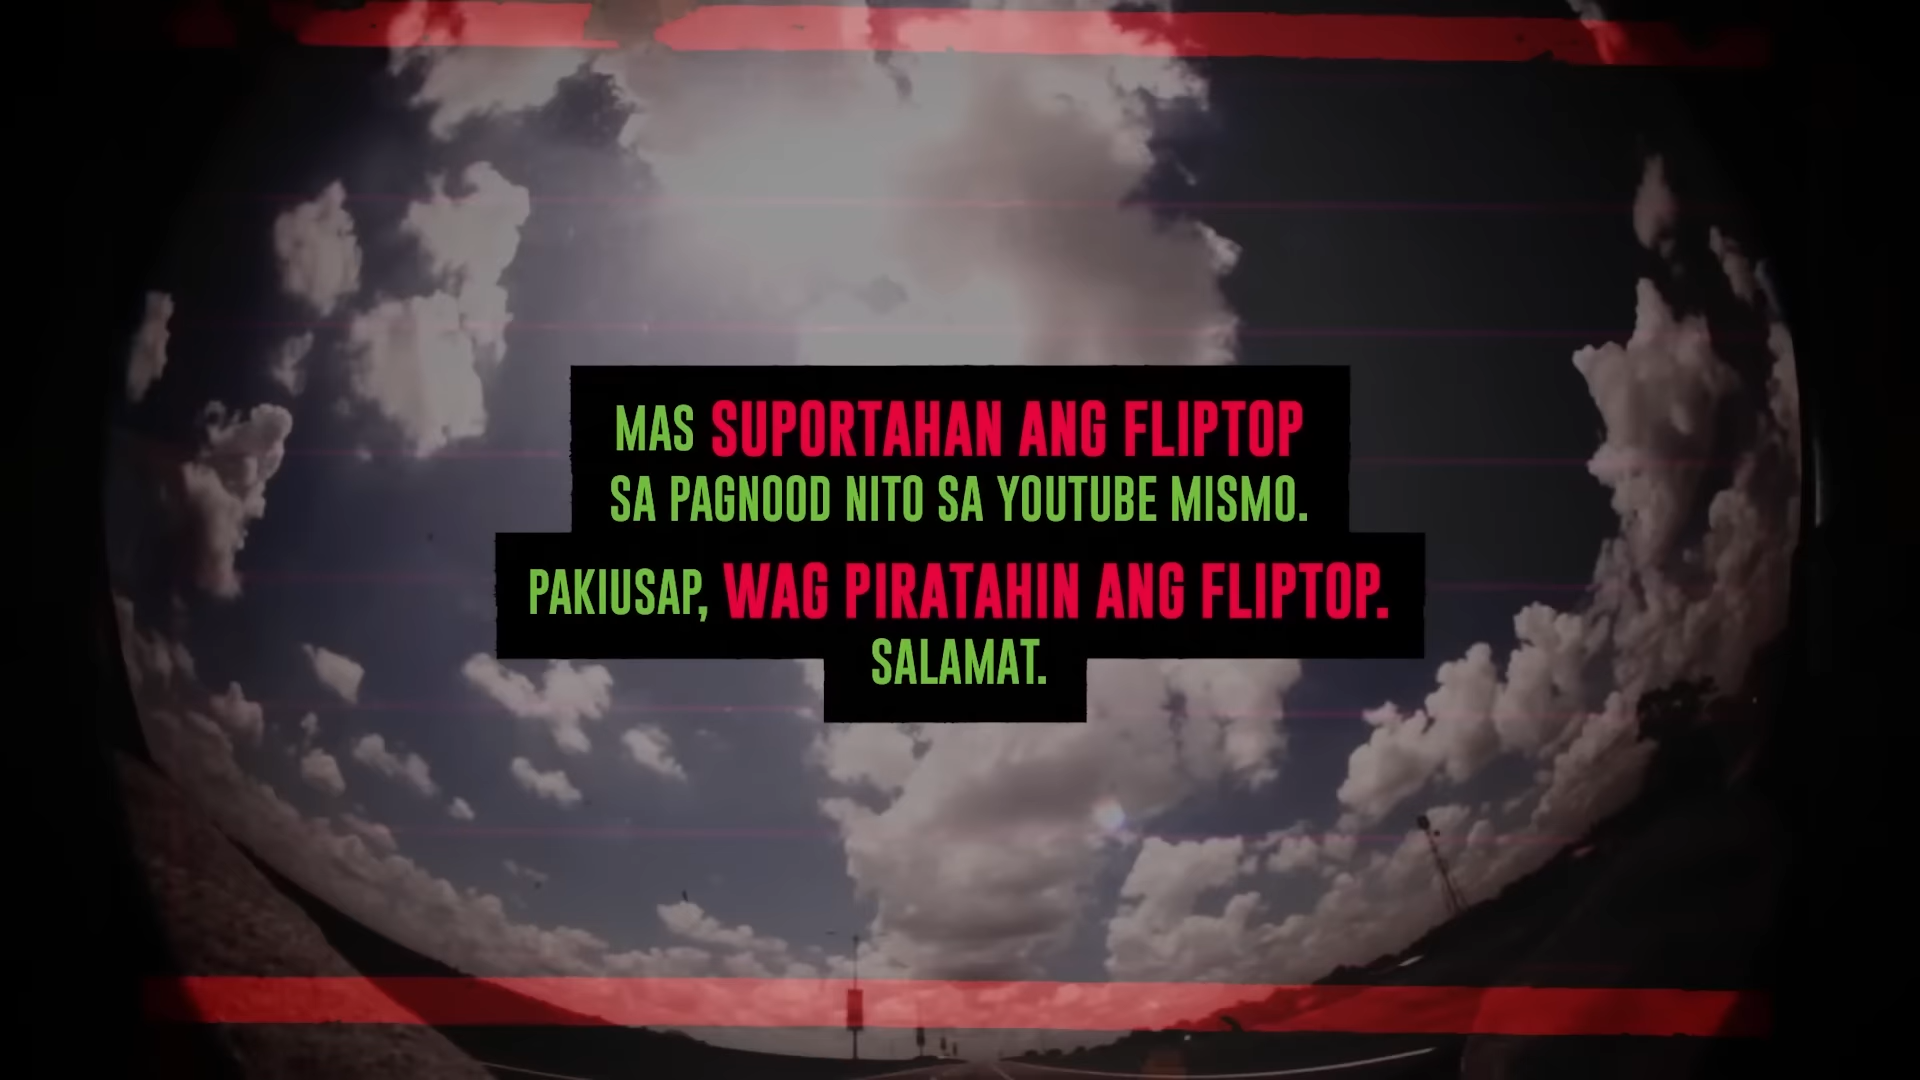 MAS SUPORTAHAN ANG FLIPTOP
SA PAGNOOD NITO SA YOUTUBE MISMO.
PAKIUSAP, WAG PIRATAHIN ANG FLIPTOP.
SALAMAT.